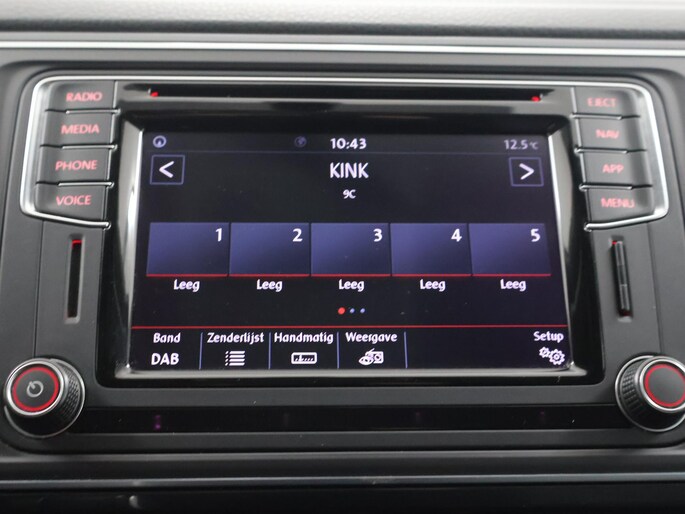 RADIO
MEDIA
PHONE
VOICE
EJECT
NAV
APP
MENU
10:43
12.5°C
<
KINK
>
9C
1 2 3 4 5
Leeg Leeg Leeg Leeg Leeg
Band Zenderlijst Handmatig Weergave Setup
DAB